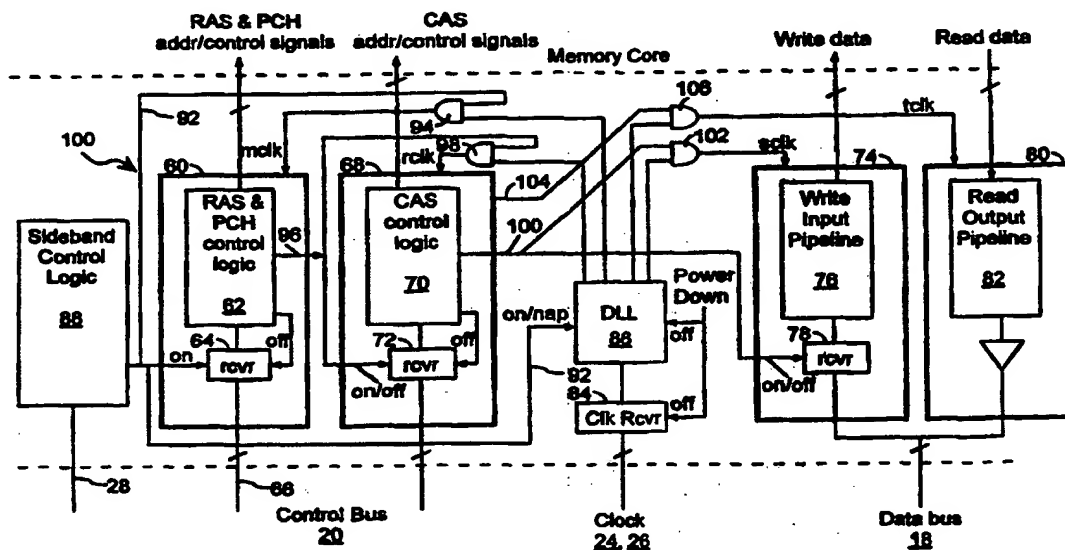 RAS & PCH
addr/control signals
CAS
addr/control signals
Write data
Read data
Memory Core
92
100
94
98
106
102
mclk
rclk
sclk
tclk
60
68
74
80
104
Sideband
Control
Logic
88
RAS &
PCH
control
logic
62
96
CAS
control
logic
70
100
Write
Input
Pipeline
76
Read
Output
Pipeline
82
Power
Down
on/nap
DLL
86
off
64
off
on
rcvr
72
off
rcvr
on/off
92
84
Clk Rcvr
off
78
rcvr
on/off
28
66
Control Bus
20
Clock
24, 26
Data bus
18